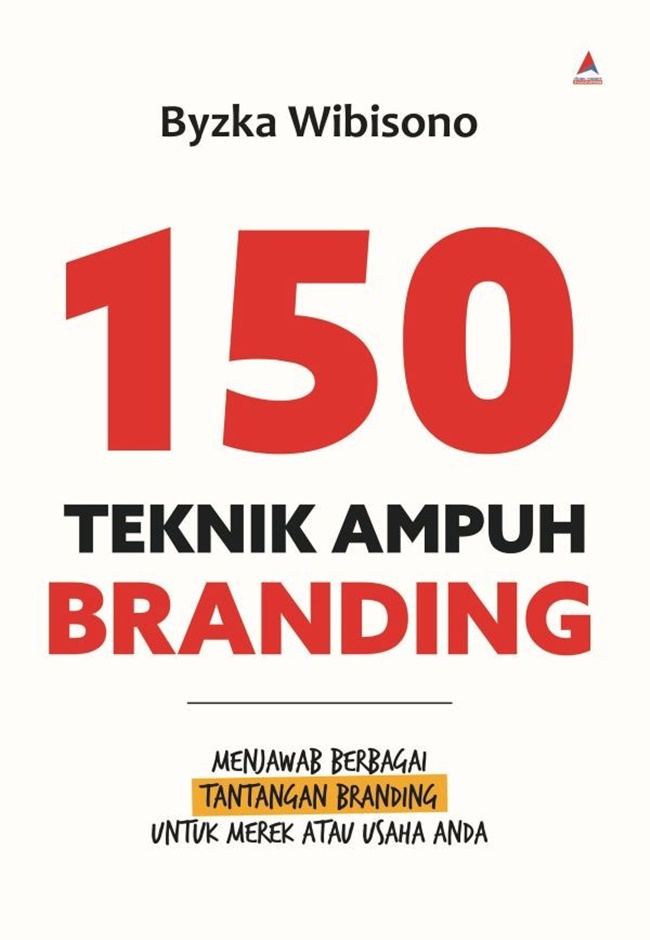 Byzka Wibisono
150
TEKNIK AMPUH
BRANDING
MENJAWAB BERBAGAI
TANTANGAN BRANDING
UNTUK MEREK ATAU USAHA ANDA